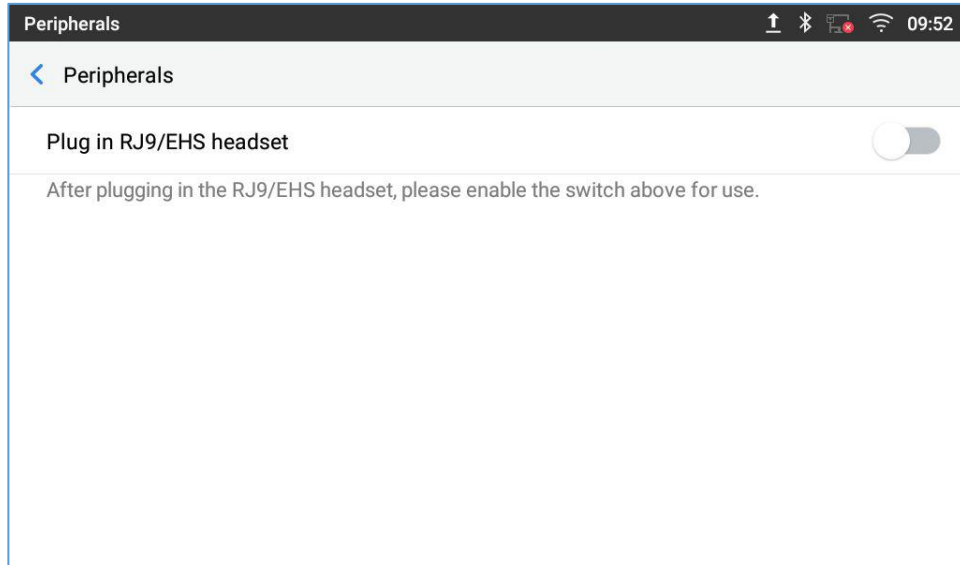 Peripherals 09:52
Peripherals
Plug in RJ9/EHS headset
After plugging in the RJ9/EHS headset, please enable the switch above for use.